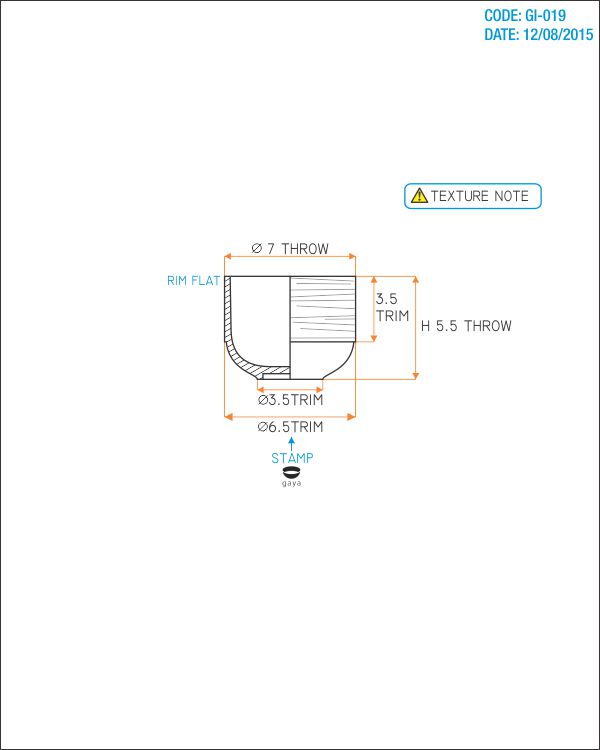 CODE: GI-019
DATE: 12/08/2015
TEXTURE NOTE
Ø 7 THROW
RIM FLAT
3.5
TRIM
H 5.5 THROW
Ø3.5TRIM
Ø6.5TRIM
STAMP
gaya